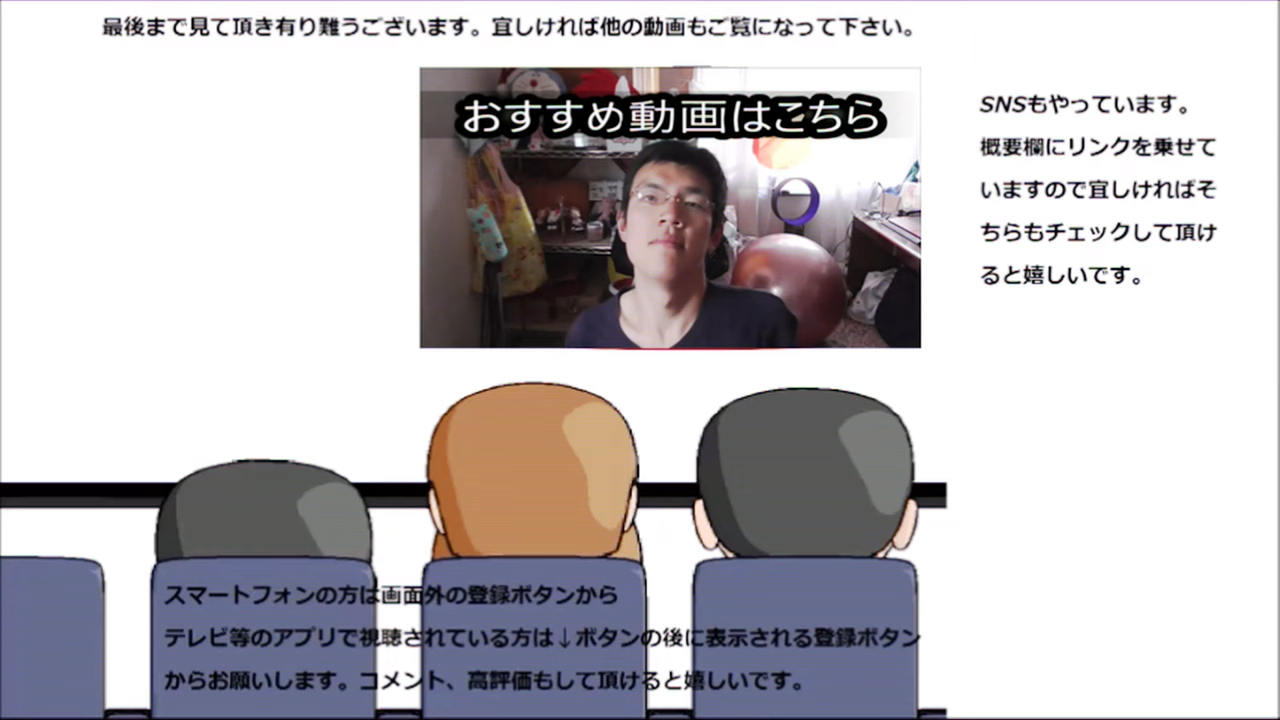 最後まで見て頂き有り難うございます。宜しければ他の動画もご覧になって下さい。
おすすめ動画はこちら
SNSもやっています。
概要欄にリンクを乗せて
いますので宜しければそ
ちらもチェックして頂け
ると嬉しいです。
スマートフォンの方は画面外の登録ボタンから
テレビ等のアプリで視聴されている方は↓ボタンの後に表示される登録ボタン
からお願いします。コメント、高評価もして頂けると嬉しいです。